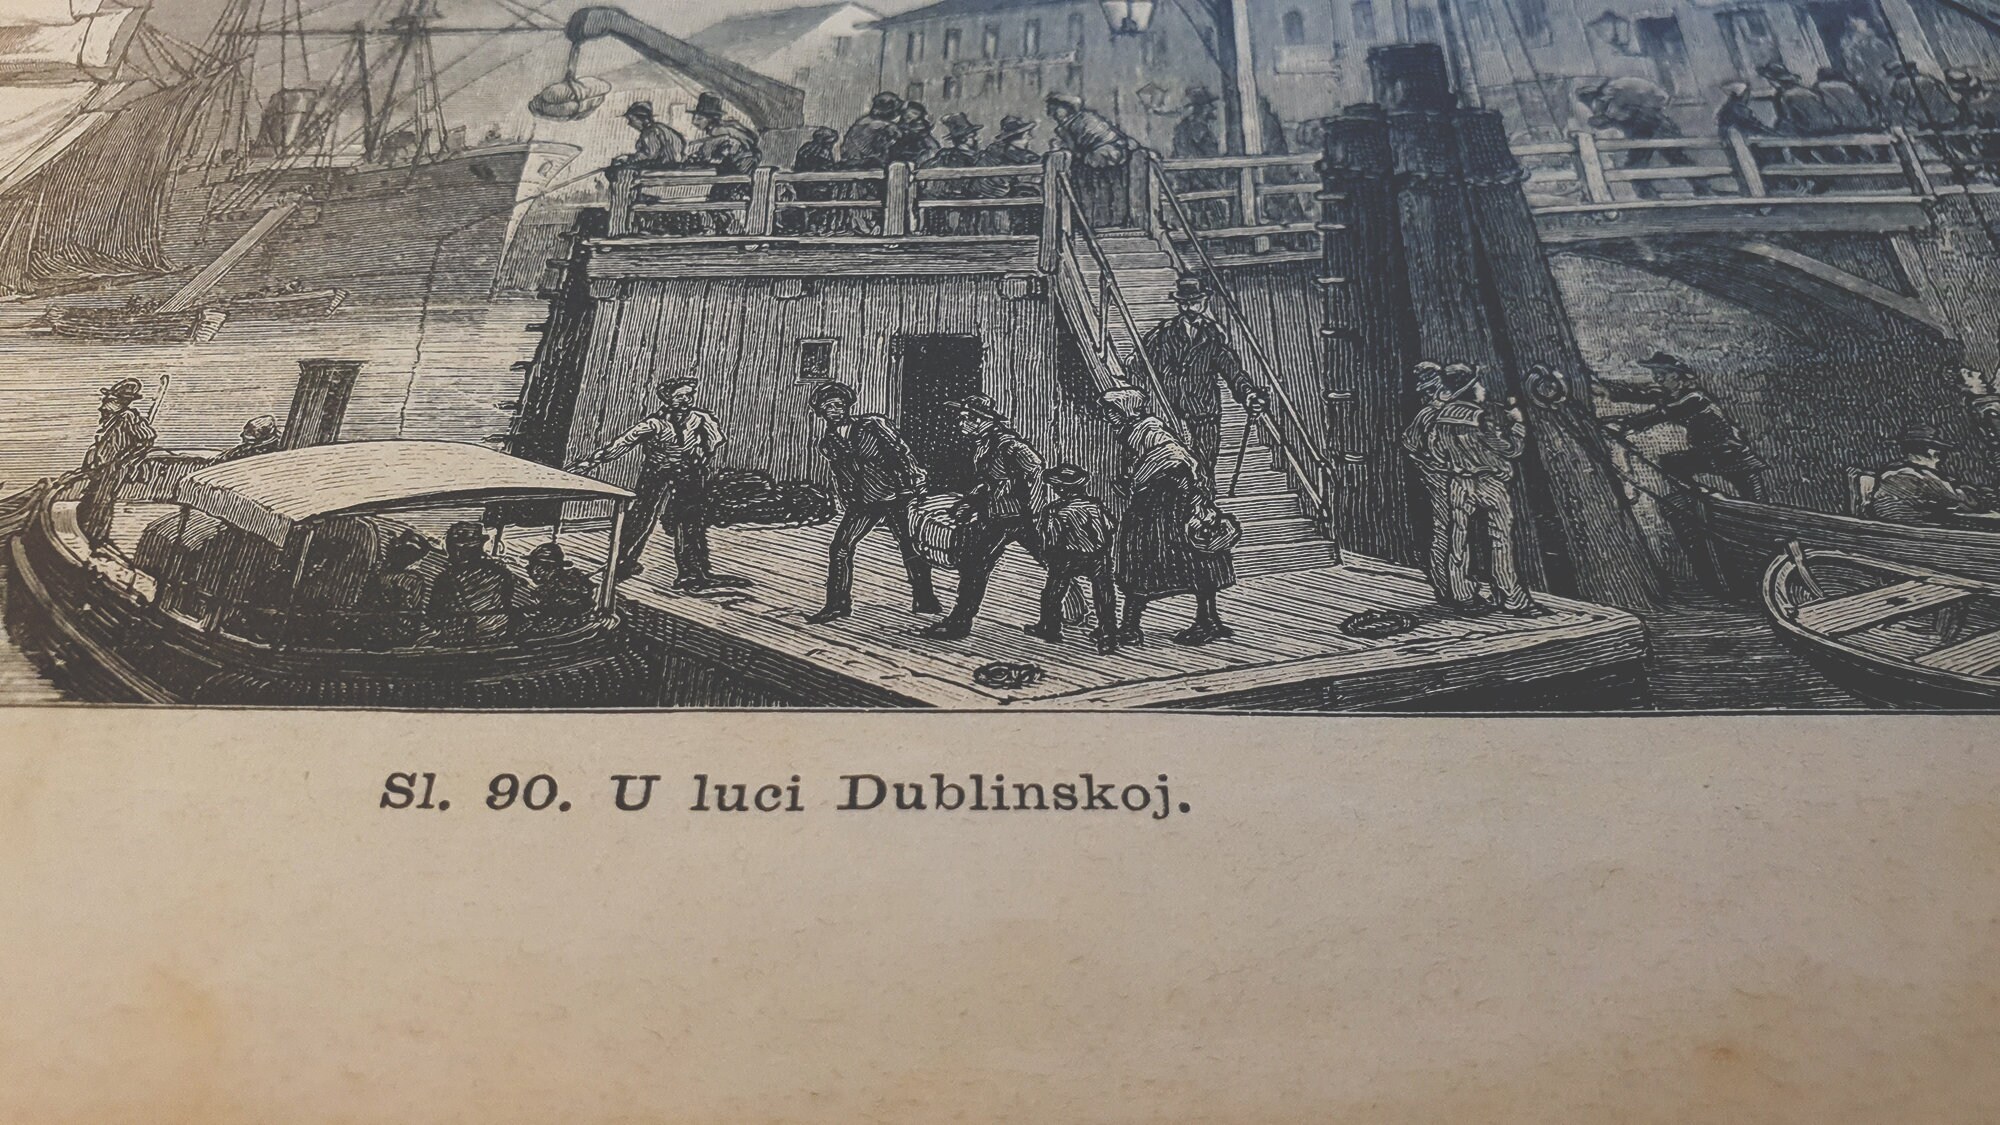 Sl. 90. U luci Dublinskoj.